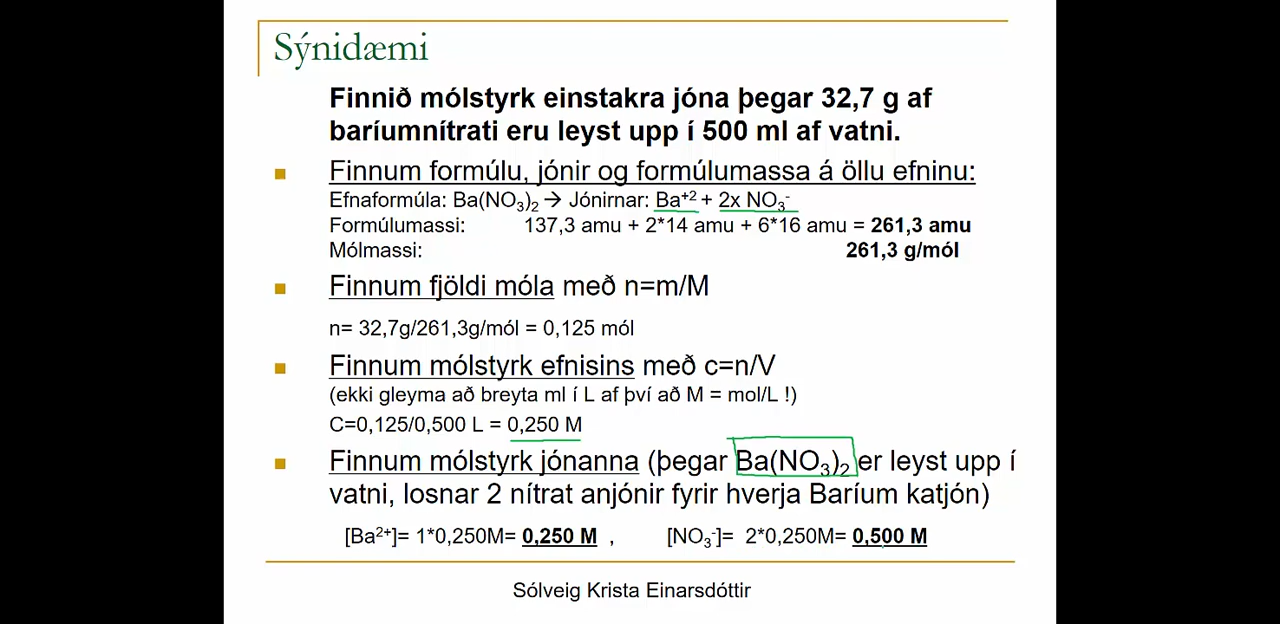 Sýnidæmi
Finnið mólstyrk einstakra jóna þegar 32,7 g af
baríumnítrati eru leyst upp í 500 ml af vatni.
Finnum formúlu, jónir og formúlumassa á öllu efninu:
Efnaformúla: Ba(NO₃)₂ → Jónirnar: Ba⁺² + 2x NO₃⁻
Formúlumassi: 137,3 amu + 2*14 amu + 6*16 amu = 261,3 amu
Mólmassi: 261,3 g/mól
Finnum fjöldi móla með n=m/M
n= 32,7g/261,3g/mól = 0,125 mól
Finnum mólstyrk efnisins með c=n/V
(ekki gleyma að breyta ml í L af því að M = mol/L !)
C=0,125/0,500 L = 0,250 M
Finnum mólstyrk jónanna (þegar Ba(NO₃)₂ er leyst upp í
vatni, losnar 2 nítrat anjónir fyrir hverja Baríum katjón)
[Ba²⁺]= 1*0,250M= 0,250 M , [NO₃⁻]= 2*0,250M= 0,500 M
Sólveig Krista Einarsdóttir